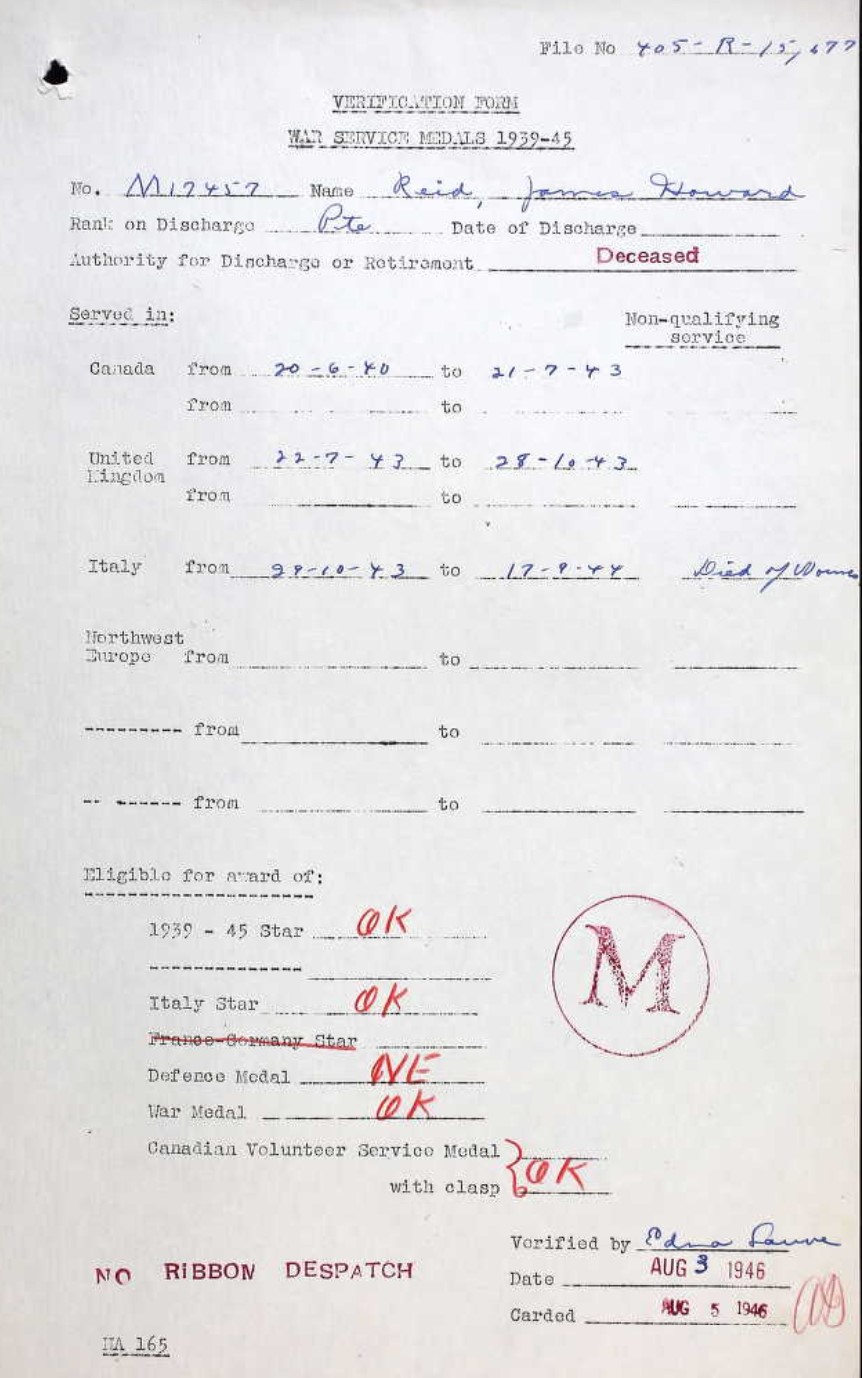 File No 405-R-15,677
VERIFICATION FORM
WAR SERVICE MEDALS 1939-45
No. M17457 Name Reid, James Howard
Rank on Discharge Pte Date of Discharge
Authority for Discharge or Retirement Deceased
Served in: Non-qualifying service
Canada from 20-6-40 to 21-7-43
from to
United Kingdom from 22-7-43 to 28-10-43
from to
Italy from 29-10-43 to 17-9-44 Died of Wounds
Northwest Europe from to
--------- from to
-- ------ from to
Eligible for award of:
1939 - 45 Star OK
Italy Star OK
France-Germany Star
Defence Medal NE
War Medal OK
Canadian Volunteer Service Medal
with clasp OK
M
Verified by Edna
NO RIBBON DESPATCH
Date AUG 3 1946
Carded AUG 5 1946
HA 165